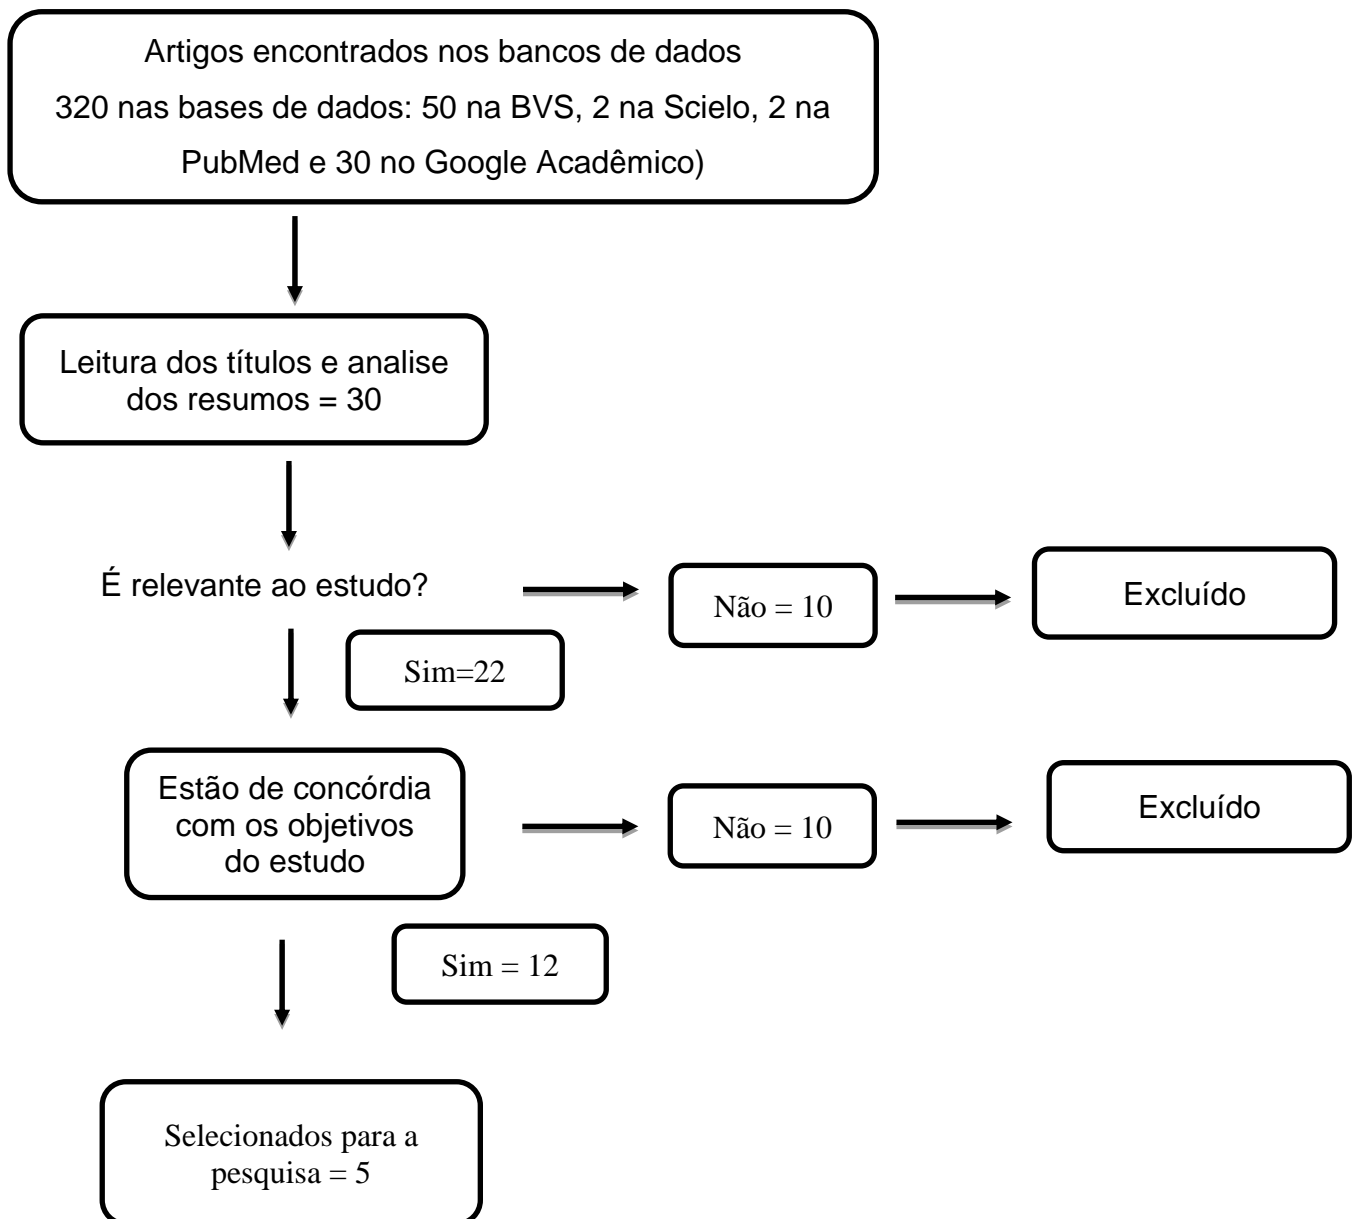 Artigos encontrados nos bancos de dados
320 nas bases de dados: 50 na BVS, 2 na Scielo, 2 na
PubMed e 30 no Google Acadêmico)
Leitura dos títulos e analise
dos resumos = 30
É relevante ao estudo?
Não = 10
Excluído
Sim=22
Estão de concórdia
com os objetivos
do estudo
Não = 10
Excluído
Sim = 12
Selecionados para a
pesquisa = 5